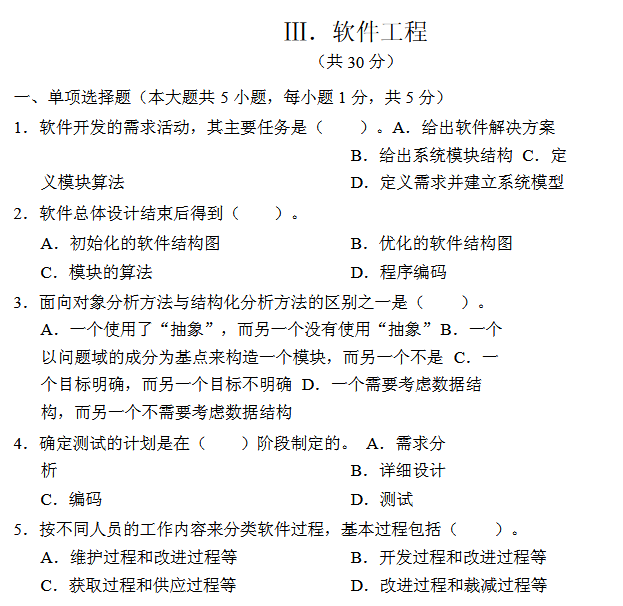 Ⅲ．软件工程
（共 30 分）
一、单项选择题（本大题共 5 小题，每小题 1 分，共 5 分）
1．软件开发的需求活动，其主要任务是（　　）。A．给出软件解决方案
B．给出系统模块结构 C．定
义模块算法 D．定义需求并建立系统模型
2．软件总体设计结束后得到（　　）。
A．初始化的软件结构图 B．优化的软件结构图
C．模块的算法 D．程序编码
3．面向对象分析方法与结构化分析方法的区别之一是（　　）。
A．一个使用了“抽象”，而另一个没有使用“抽象” B．一个
以问题域的成分为基点来构造一个模块，而另一个不是 C．一
个目标明确，而另一个目标不明确 D．一个需要考虑数据结
构，而另一个不需要考虑数据结构
4．确定测试的计划是在（　　）阶段制定的。 A．需求分
析 B．详细设计
C．编码 D．测试
5．按不同人员的工作内容来分类软件过程，基本过程包括（　　）。
A．维护过程和改进过程等 B．开发过程和改进过程等
C．获取过程和供应过程等 D．改进过程和裁减过程等